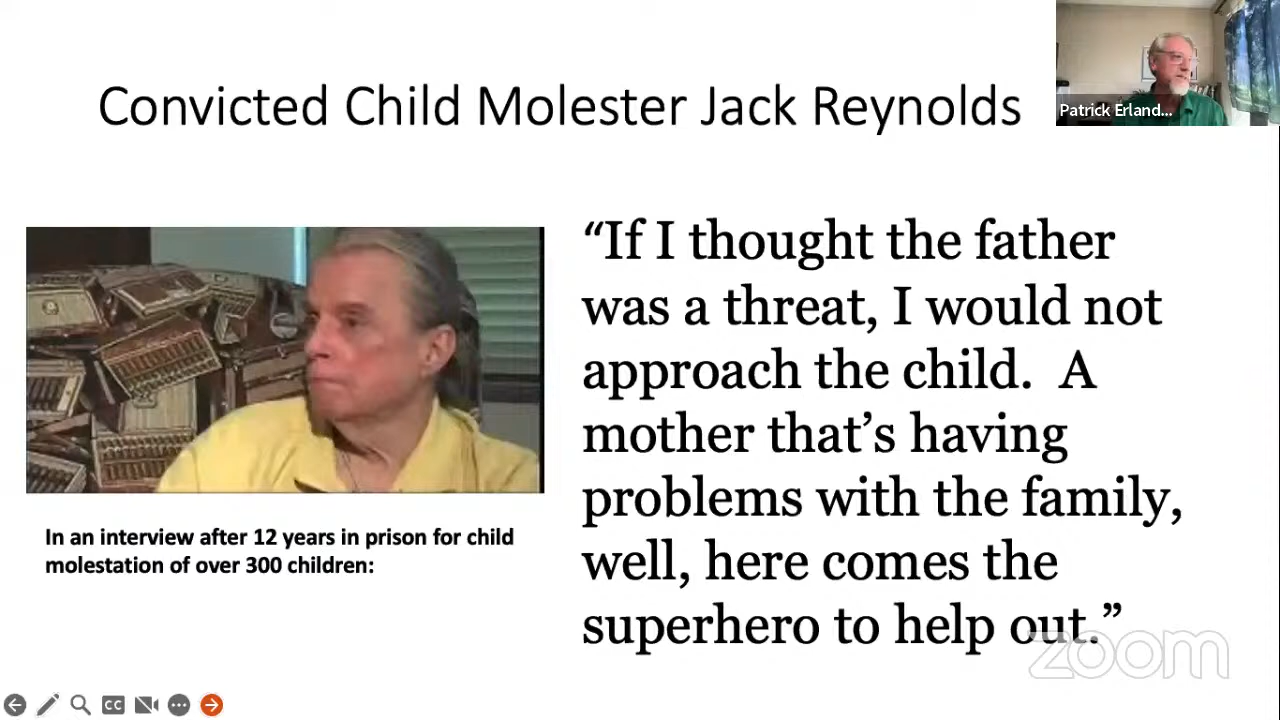 Convicted Child Molester Jack Reynolds
Patrick Erland...
“If I thought the father
was a threat, I would not
approach the child.  A
mother that’s having
problems with the family,
well, here comes the
superhero to help out.”
In an interview after 12 years in prison for child
molestation of over 300 children:
zoom
CC